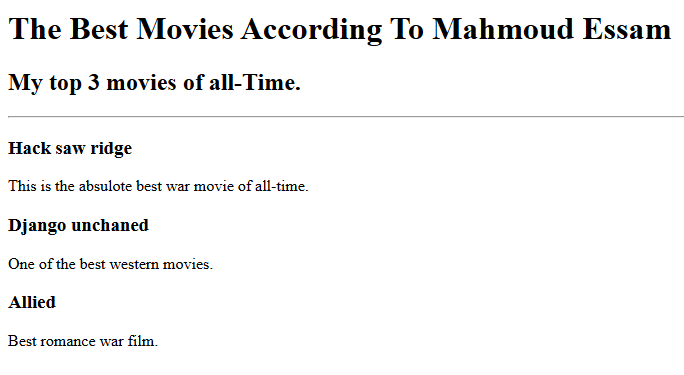 The Best Movies According To Mahmoud Essam
My top 3 movies of all-Time.
Hack saw ridge
This is the absulote best war movie of all-time.
Django unchaned
One of the best western movies.
Allied
Best romance war film.